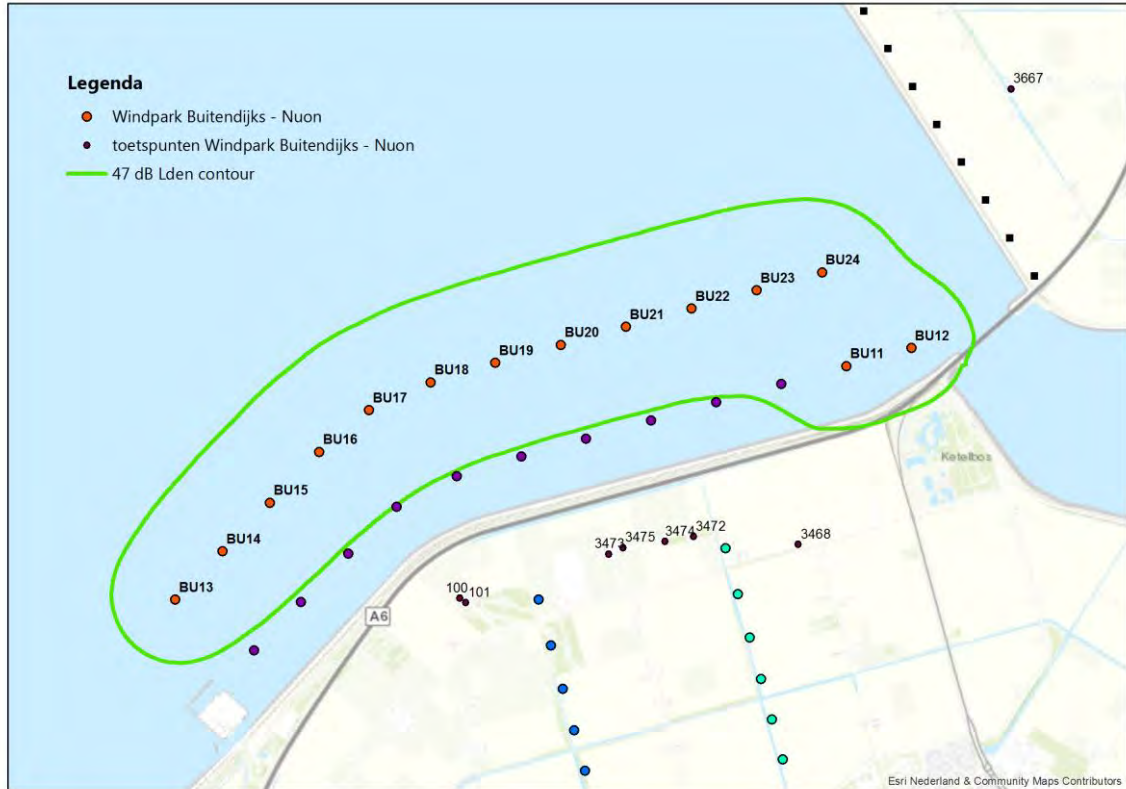 Legenda
Windpark Buitendijks - Nuon
toetspunten Windpark Buitendijks - Nuon
47 dB Lden contour
3667
BU24
BU23
BU22
BU21
BU20
BU12
BU19
BU11
BU18
BU17
BU16
Ketelbos
BU15
3472
3474
3475
3468
3473
BU14
BU13
100
101
A6
Esri Nederland & Community Maps Contributors